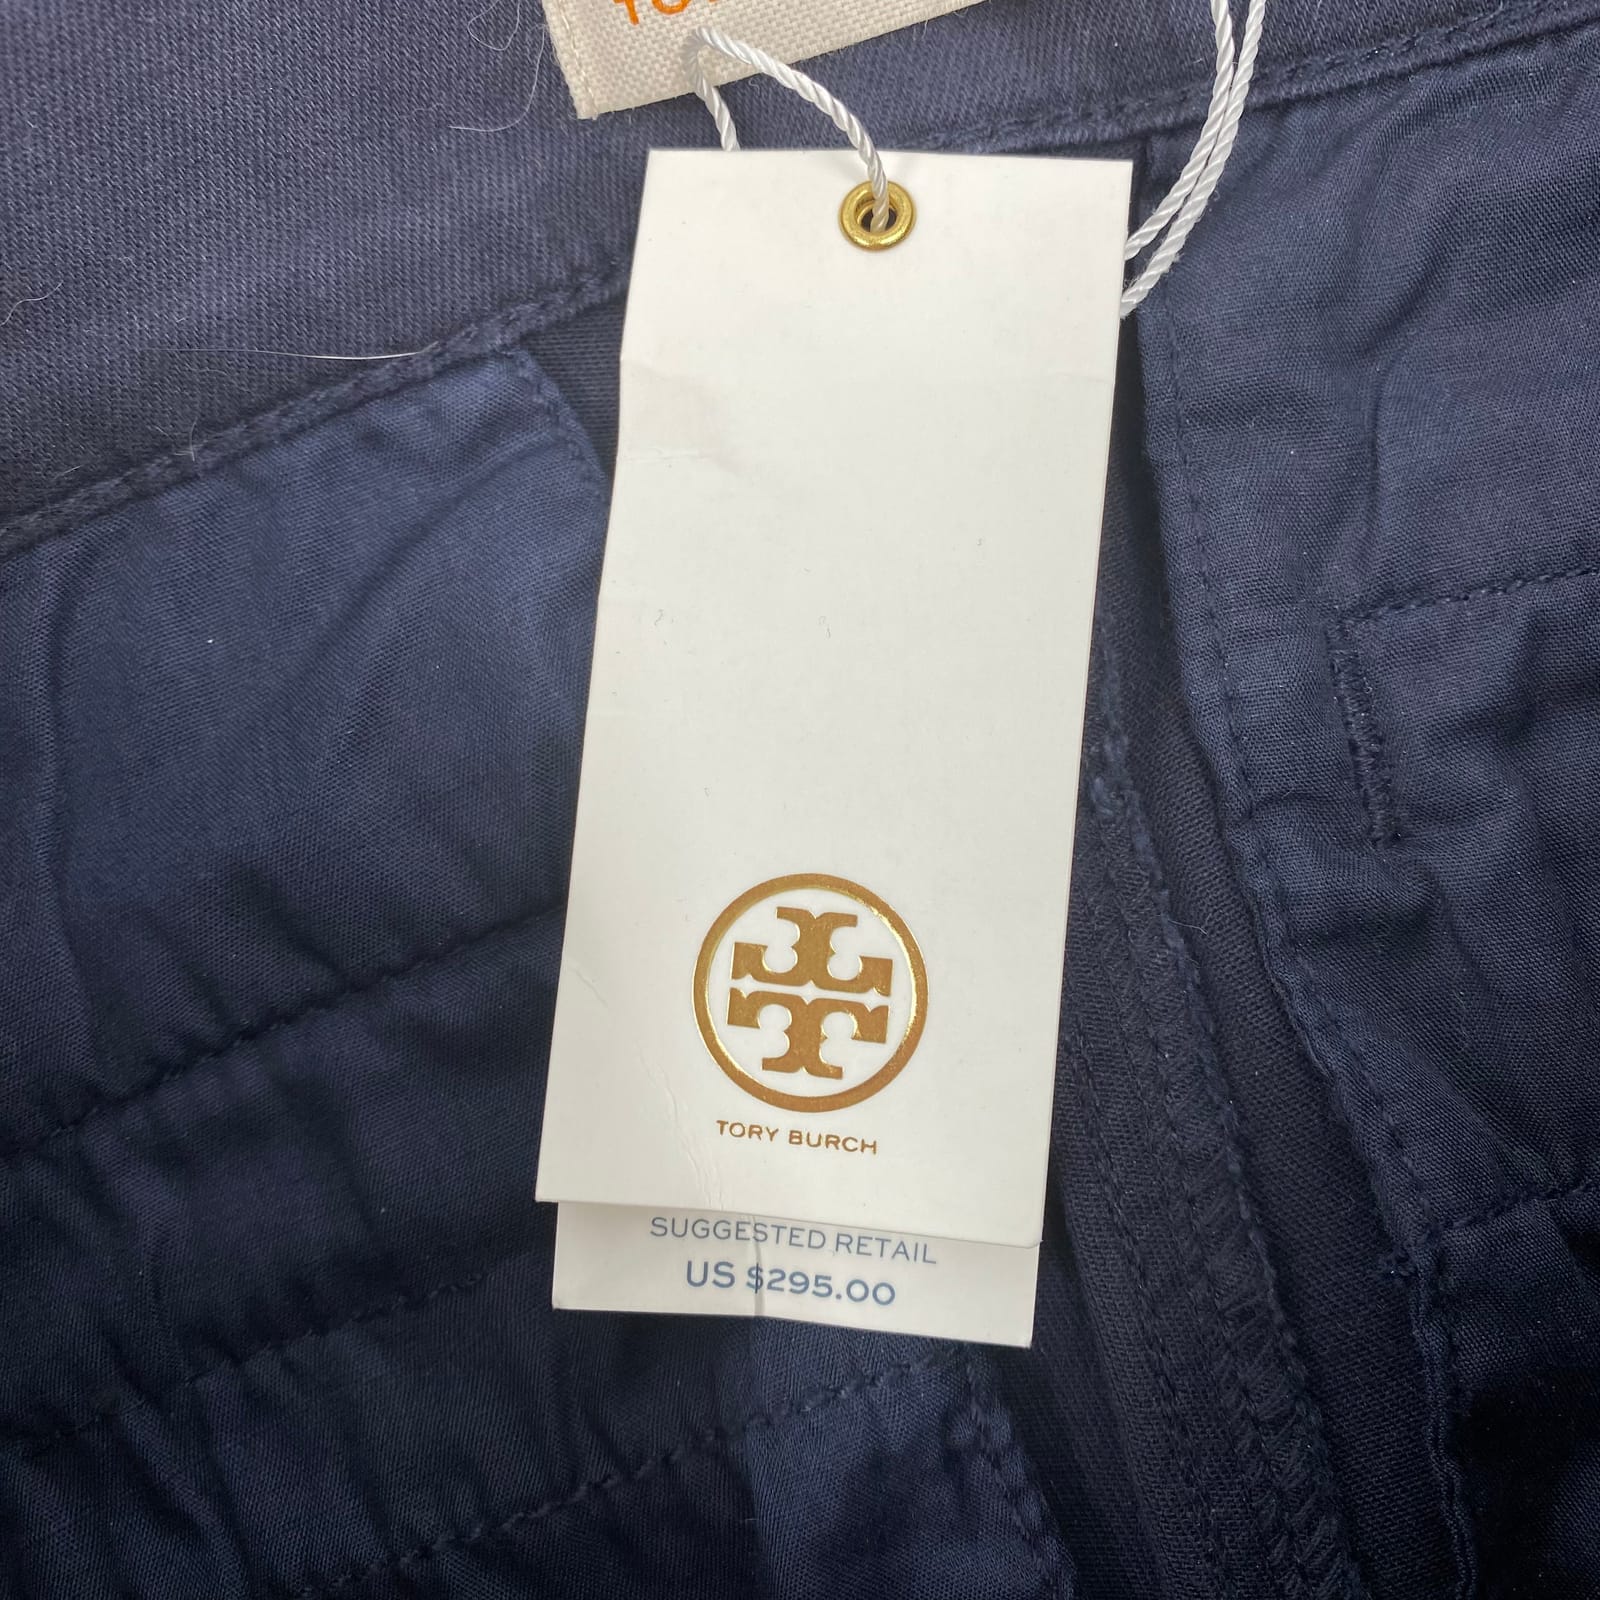 TORY BURCH
SUGGESTED RETAIL
US $295.00